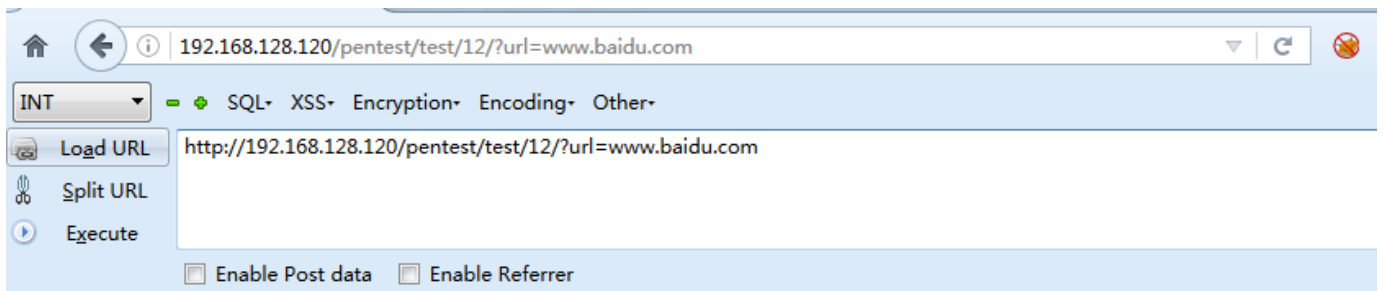 192.168.128.120/pentest/test/12/?url=www.baidu.com
INT SQL XSS Encryption Encoding Other
Load URL http://192.168.128.120/pentest/test/12/?url=www.baidu.com
Split URL
Execute
Enable Post data Enable Referrer